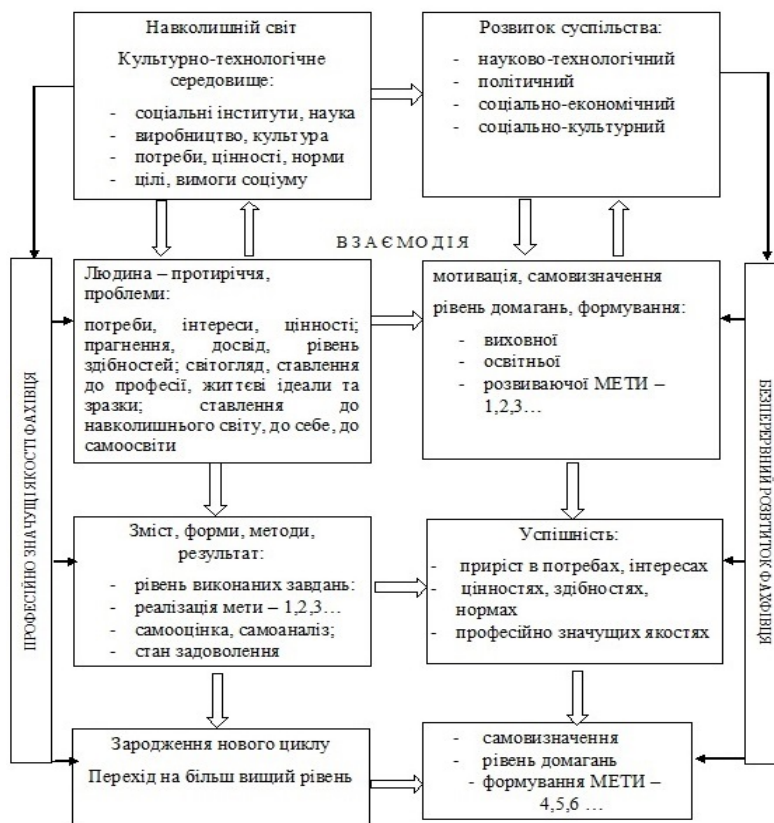 Навколишній світ
Культурно-технологічне
середовище:
- соціальні інститути, наука
- виробництво, культура
- потреби, цінності, норми
- цілі, вимоги соціуму
Розвиток суспільства:
- науково-технологічний
- політичний
- соціально-економічний
- соціально-культурний
В З А Є М О Д І Я
Людина – протиріччя,
проблеми:
потреби, інтереси, цінності;
прагнення, досвід, рівень
здібностей; світогляд, ставлення
до професії, життєві ідеали та
зразки; ставлення до
навколишнього світу, до себе, до
самоосвіти
мотивація, самовизначення
рівень домагань, формування:
- виховної
- освітньої
- розвиваючої МЕТИ –
1,2,3…
ПРОФЕСІЙНО ЗНАЧУЩІ ЯКОСТІ ФАХІВЦЯ
БЕЗПЕРЕРВНИЙ РОЗВТИТОК ФАХФІВЦЯ
Зміст, форми, методи,
результат:
- рівень виконаних завдань:
- реалізація мети – 1,2,3…
- самооцінка, самоаналіз;
- стан задоволення
Успішність:
- приріст в потребах, інтересах
- цінностях, здібностях,
нормах
- професійно значущих якостях
Зародження нового циклу
Перехід на більш вищий рівень
- самовизначення
- рівень домагань
- формування МЕТИ –
4,5,6 …